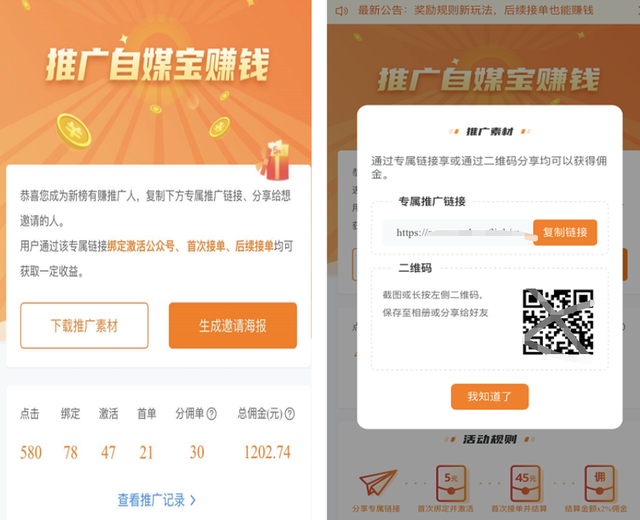 推广自媒宝赚钱
恭喜您成为新榜有赚推广人，复制下方专属推广链接、分享给想
邀请的人。
用户通过该专属链接绑定激活公众号、首次接单、后续接单均可
获取一定收益。
下载推广素材
生成邀请海报
点击 绑定 激活 首单 分佣单? 总佣金(元)?
580 78 47 21 30 1202.74
查看推广记录 >
最新公告：奖励规则新玩法，后续接单也能赚钱
推广自媒宝赚钱
推广素材
通过专属链接享或通过二维码分享均可以获得佣
金。
专属推广链接
https://
复制链接
二维码
截图或长按左侧二维码，
保存至相册或分享给好友
我知道了
活动规则
5元 45元 佣
分享专属链接 首次绑定并激活 首次接单并结算 结算金额x2%佣金